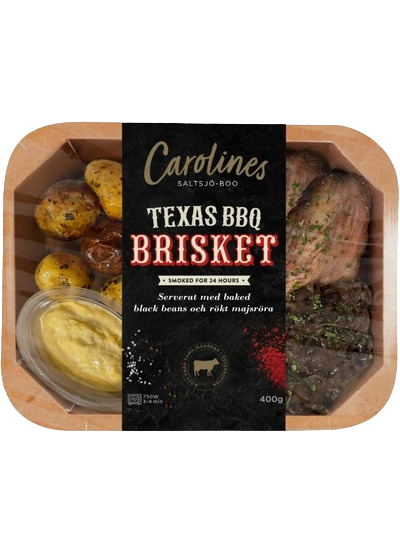 Carolines
SALTSJÖ-BOO
TEXAS BBQ
BRISKET
SMOKED FOR 24 HOURS
Serverat med baked
black beans och rökt majsröra
750W
3-4 min
400g